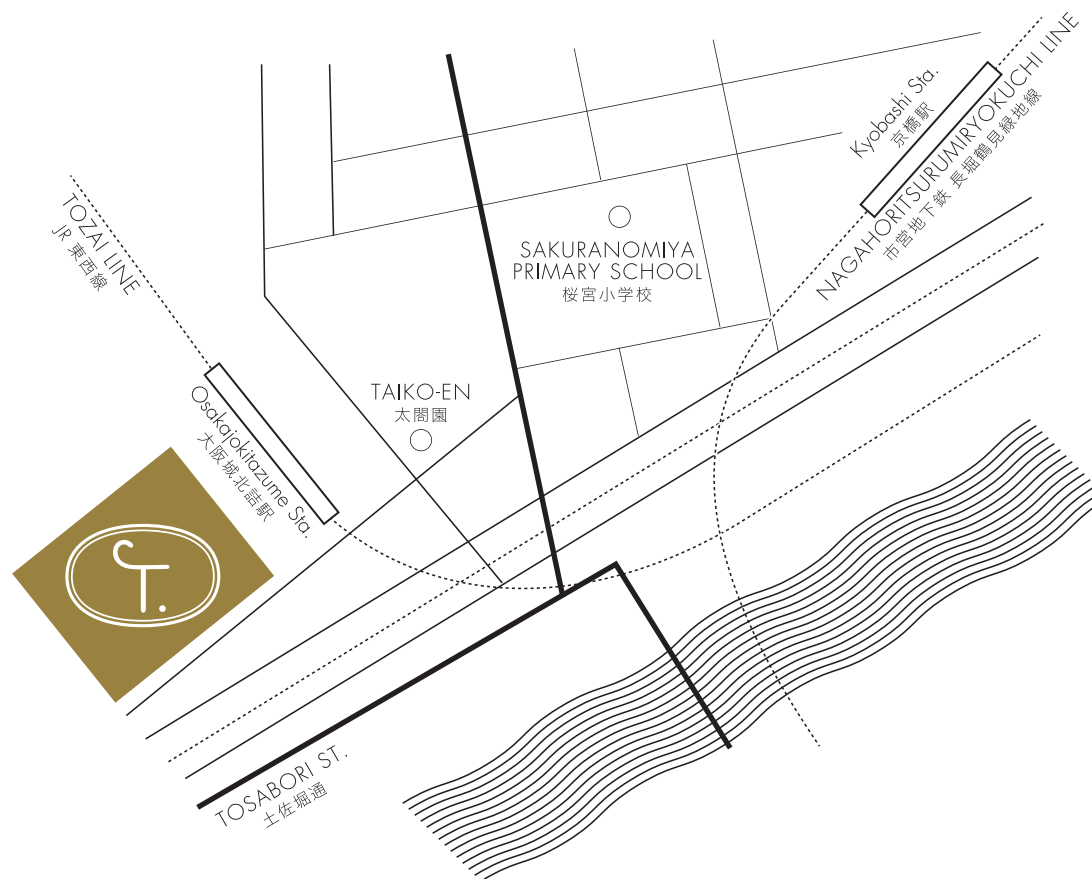 TOZAI LINE
JR 東西線
Osakajokitazume Sta.
大阪城北詰駅
TAIKO-EN
太閤園
SAKURANOMIYA
PRIMARY SCHOOL
桜宮小学校
Kyobashi Sta.
京橋駅
NAGAHORITSURUMIRYOKUCHI LINE
市営地下鉄 長堀鶴見緑地線
T.
TOSABORI ST.
土佐堀通